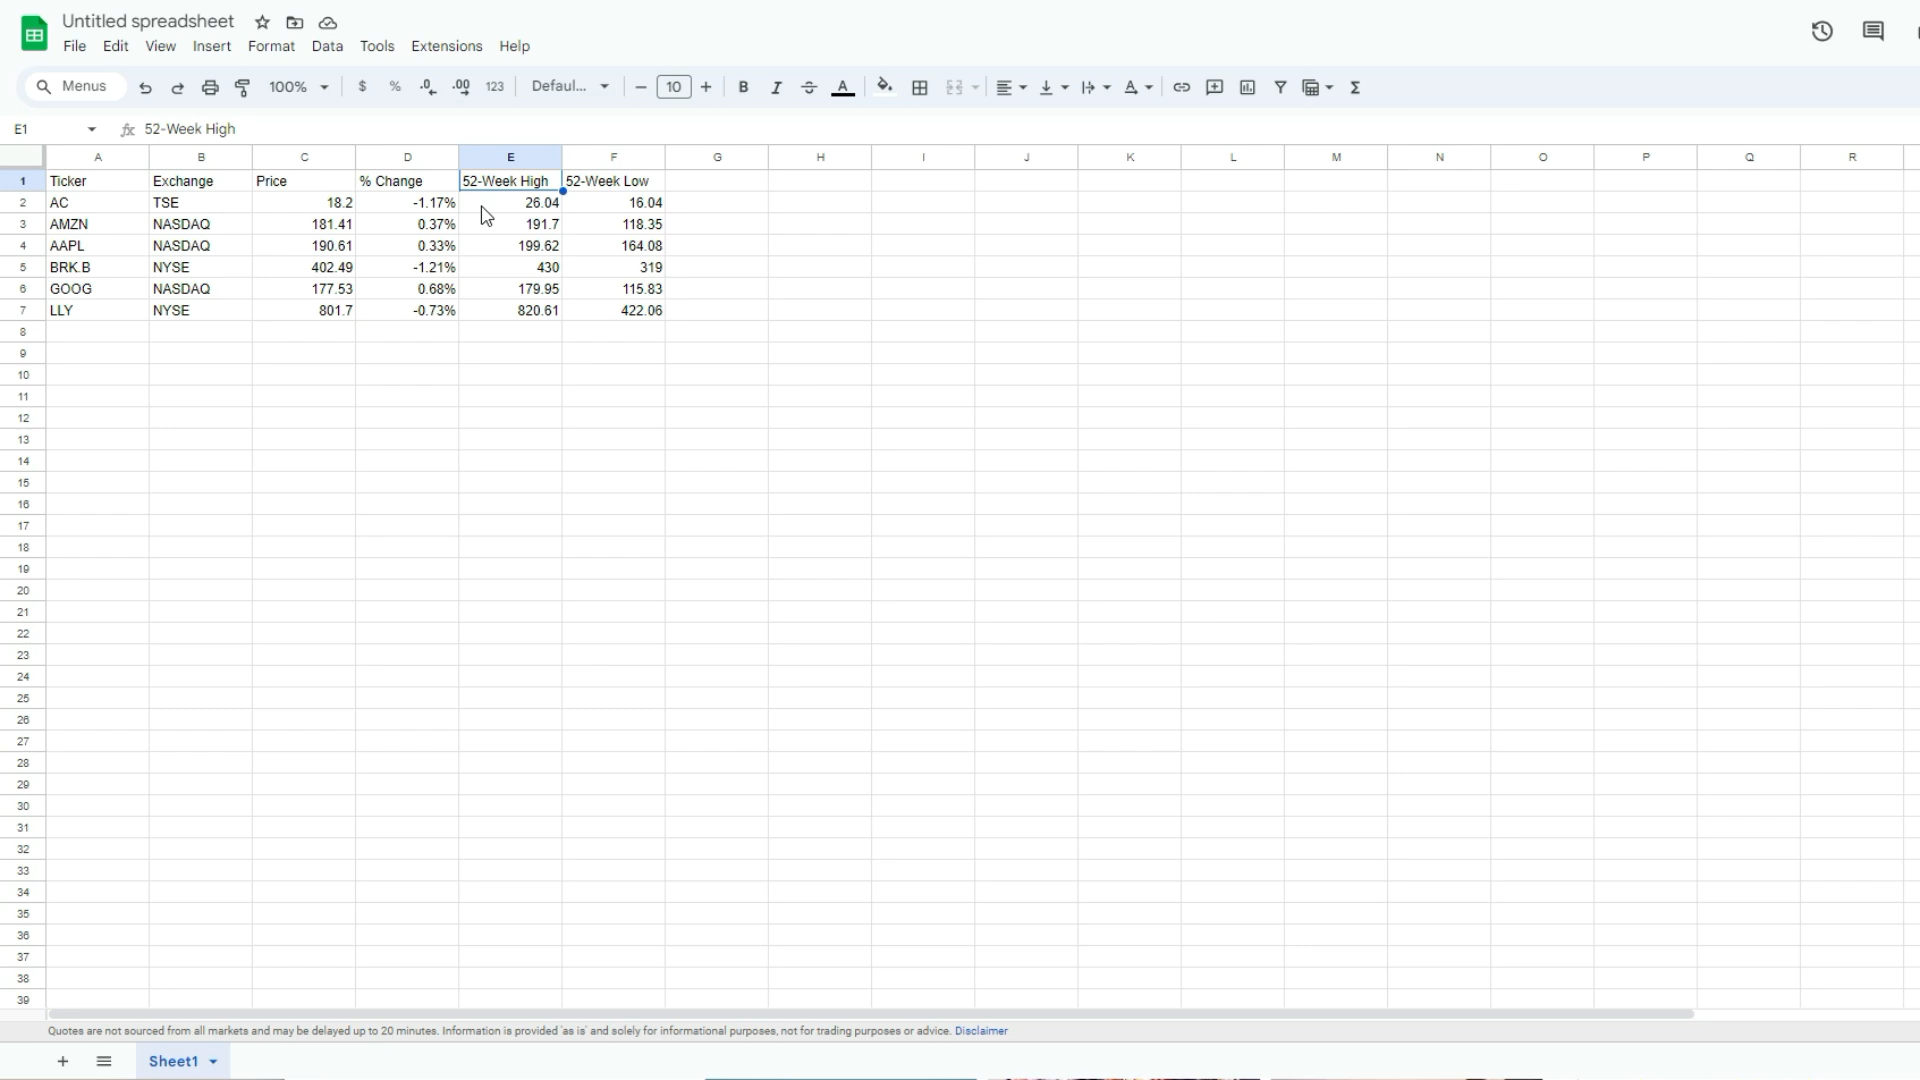 Untitled spreadsheet
File Edit View Insert Format Data Tools Extensions Help
Menus 100% $ % .0 .00 123 Defaul... 10 B I S A A Σ
E1 fx 52-Week High
A B C D E F G H I J K L M N O P Q R
1 Ticker Exchange Price % Change 52-Week High 52-Week Low
2 AC TSE 18.2 -1.17% 26.04 16.04
3 AMZN NASDAQ 181.41 0.37% 191.7 118.35
4 AAPL NASDAQ 190.61 0.33% 199.62 164.08
5 BRK.B NYSE 402.49 -1.21% 430 319
6 GOOG NASDAQ 177.53 0.68% 179.95 115.83
7 LLY NYSE 801.7 -0.73% 820.61 422.06
8
9
10
11
12
13
14
15
16
17
18
19
20
21
22
23
24
25
26
27
28
29
30
31
32
33
34
35
36
37
38
39
Quotes are not sourced from all markets and may be delayed up to 20 minutes. Information is provided 'as is' and solely for informational purposes, not for trading purposes or advice. Disclaimer
Sheet1